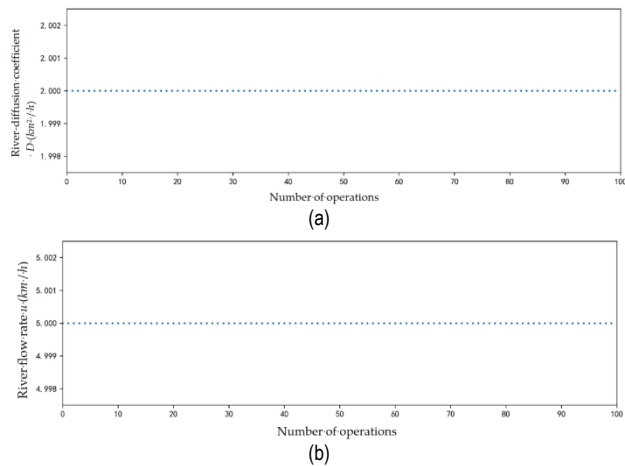 River·diffusion·coefficient
·D·(km²/·h)
2.002
2.001
2.000
1.999
1.998
0 10 20 30 40 50 60 70 80 90 100
Number·of·operations
(a)
River·flow·rate·u·(km·/·h)
5.002
5.001
5.000
4.999
4.998
0 10 20 30 40 50 60 70 80 90 100
Number·of·operations
(b)